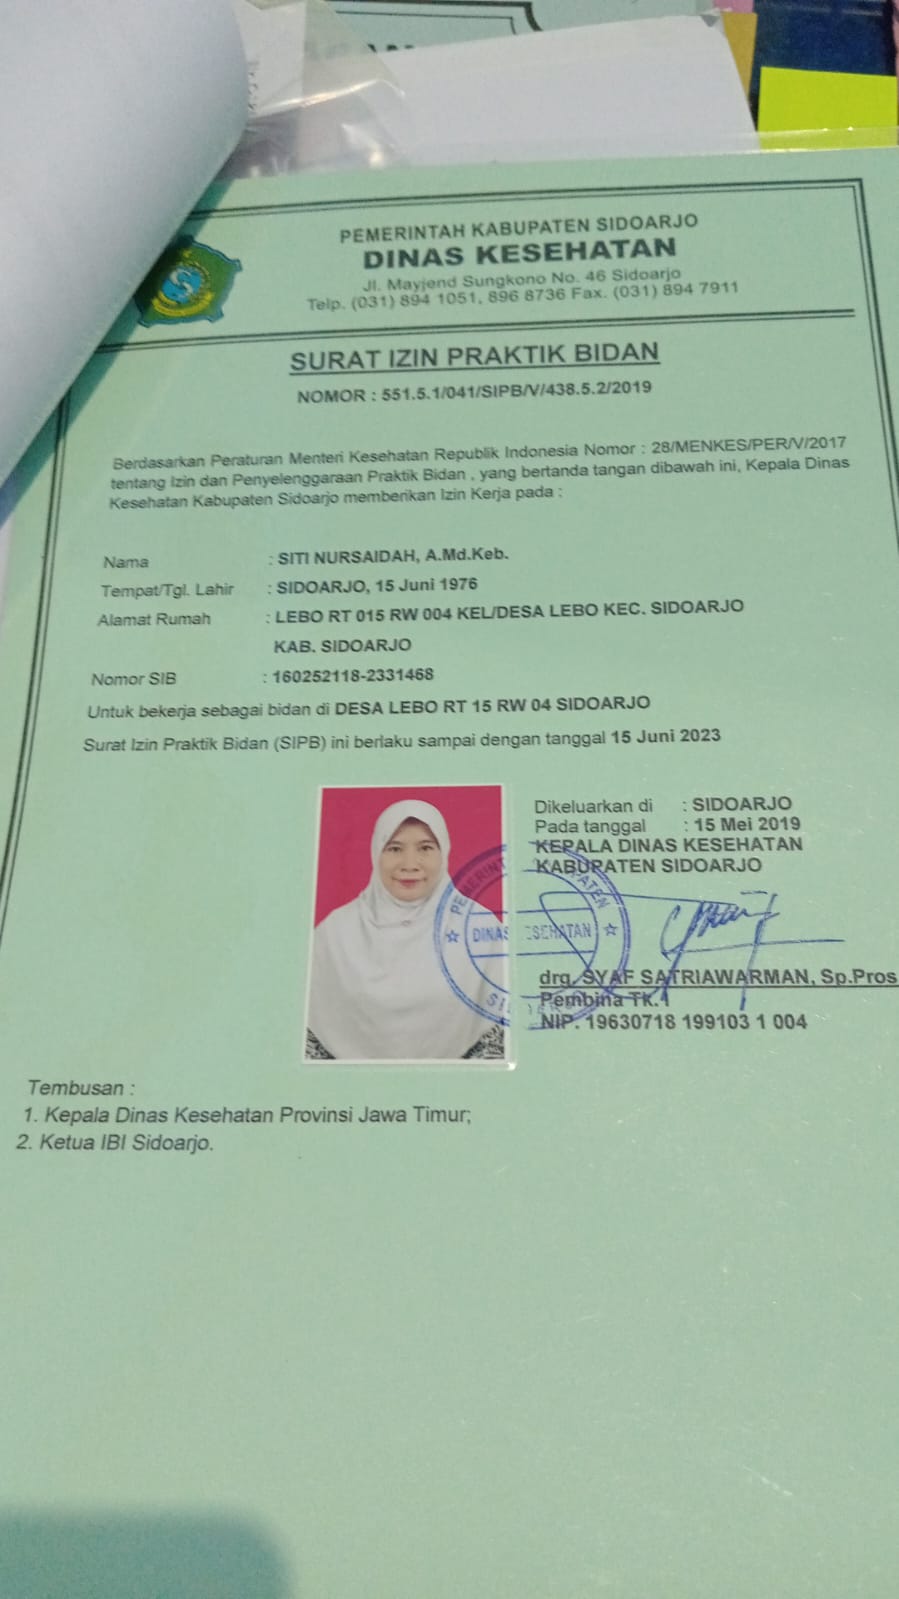 PEMERINTAH KABUPATEN SIDOARJO
DINAS KESEHATAN
Jl. Mayjend Sungkono No. 46 Sidoarjo
Telp. (031) 894 1051, 896 8736 Fax. (031) 894 7911
SURAT IZIN PRAKTIK BIDAN
NOMOR : 551.5.1/041/SIPB/V/438.5.2/2019
Berdasarkan Peraturan Menteri Kesehatan Republik Indonesia Nomor : 28/MENKES/PER/V/2017
tentang Izin dan Penyelenggaraan Praktik Bidan , yang bertanda tangan dibawah ini, Kepala Dinas
Kesehatan Kabupaten Sidoarjo memberikan Izin Kerja pada :
Nama : SITI NURSAIDAH, A.Md.Keb.
Tempat/Tgl. Lahir : SIDOARJO, 15 Juni 1976
Alamat Rumah : LEBO RT 015 RW 004 KEL/DESA LEBO KEC. SIDOARJO
KAB. SIDOARJO
Nomor SIB : 160252118-2331468
Untuk bekerja sebagai bidan di DESA LEBO RT 15 RW 04 SIDOARJO
Surat Izin Praktik Bidan (SIPB) ini berlaku sampai dengan tanggal 15 Juni 2023
Dikeluarkan di : SIDOARJO
Pada tanggal : 15 Mei 2019
KEPALA DINAS KESEHATAN
KABUPATEN SIDOARJO
DINAS ESEHATAN
drg. SYAF SATRIAWARMAN, Sp.Pros
Pembina Tk.1
NIP. 19630718 199103 1 004
Tembusan :
1. Kepala Dinas Kesehatan Provinsi Jawa Timur;
2. Ketua IBI Sidoarjo.